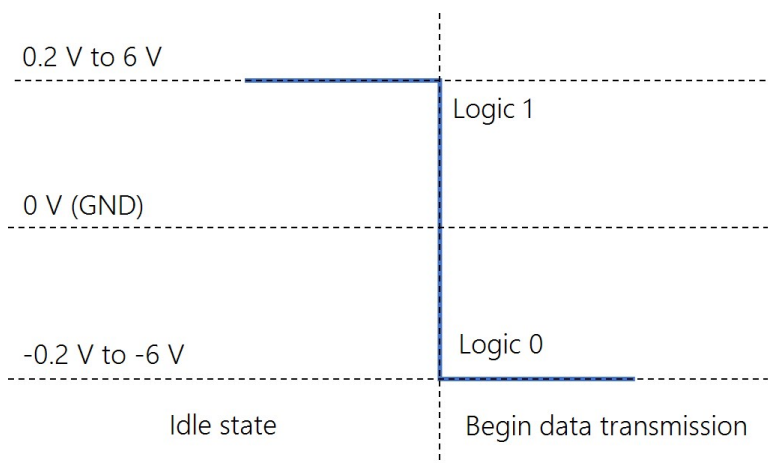 0.2 V to 6 V
Logic 1
0 V (GND)
Logic 0
-0.2 V to -6 V
Idle state
Begin data transmission